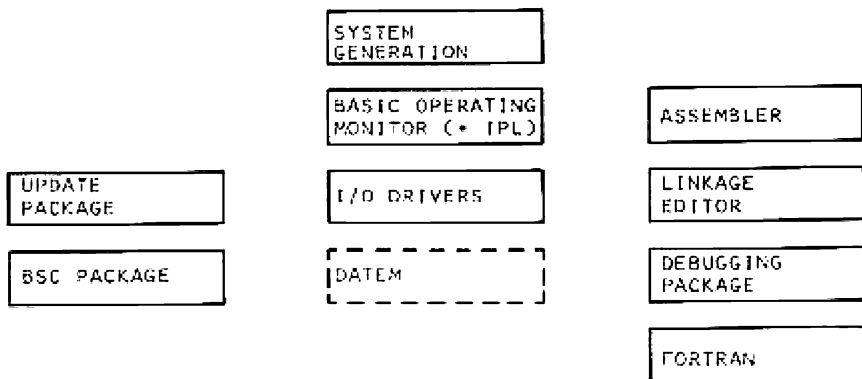 SYSTEM
GENERATION
BASIC OPERATING
MONITOR (+ IPL)
ASSEMBLER
UPDATE
PACKAGE
I/O DRIVERS
LINKAGE
EDITOR
BSC PACKAGE
DATEM
DEBUGGING
PACKAGE
FORTRAN